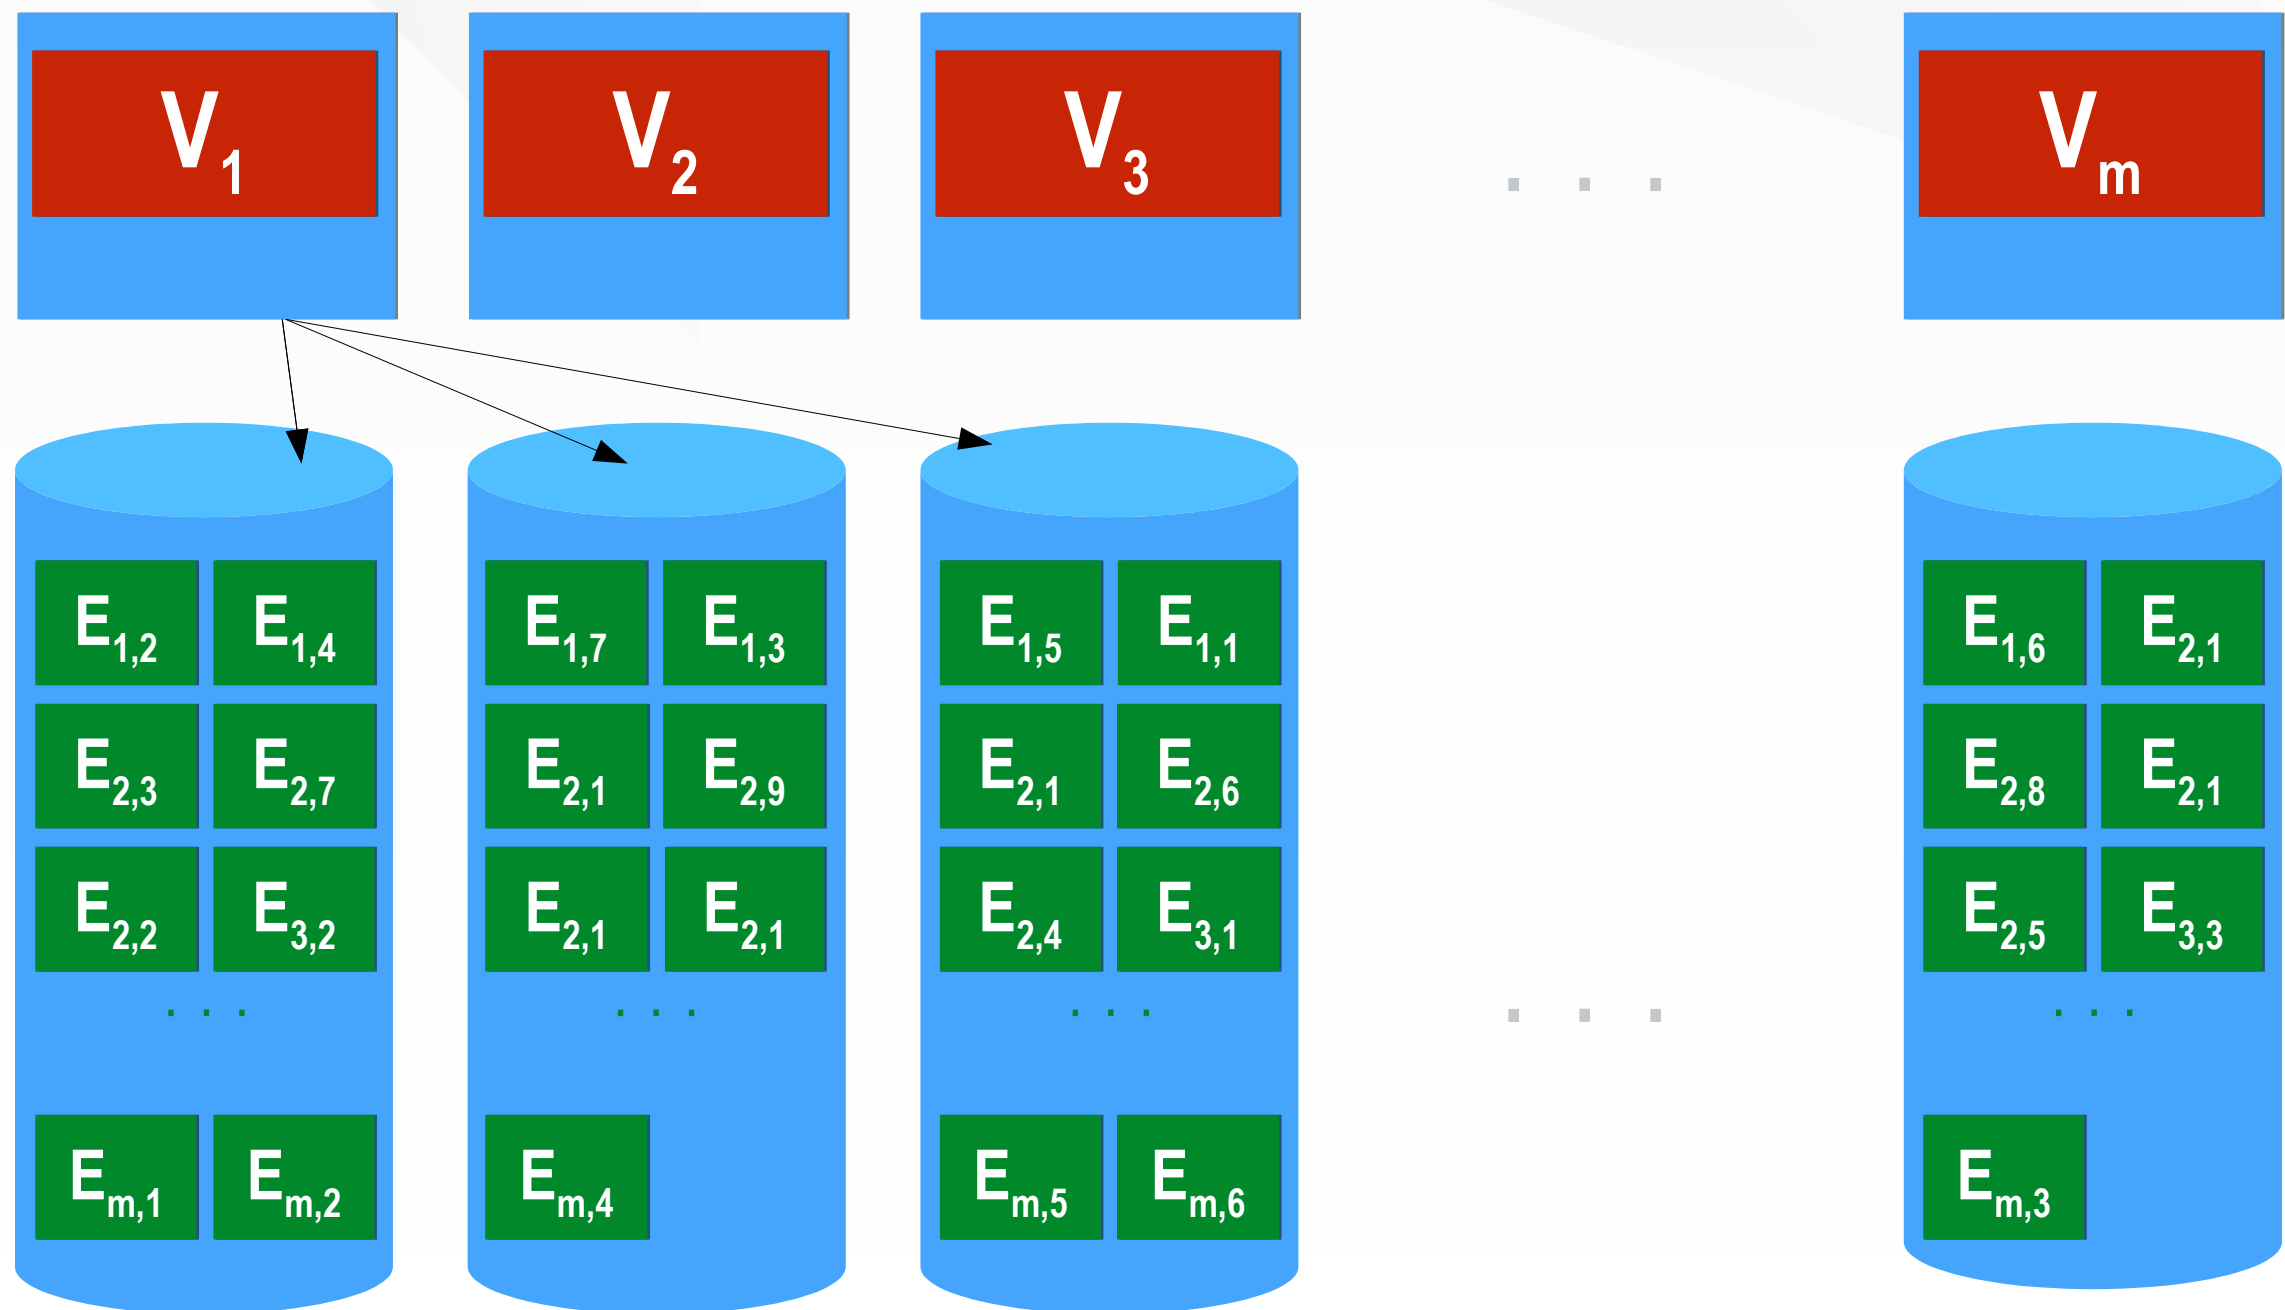 V1 V2 V3 . . . Vm
E1,2 E1,4 E1,7 E1,3 E1,5 E1,1 E1,6 E2,1
E2,3 E2,7 E2,1 E2,9 E2,1 E2,6 E2,8 E2,1
E2,2 E3,2 E2,1 E2,1 E2,4 E3,1 E2,5 E3,3
. . . . . . . . . . . . . . .
Em,1 Em,2 Em,4 Em,5 Em,6 Em,3